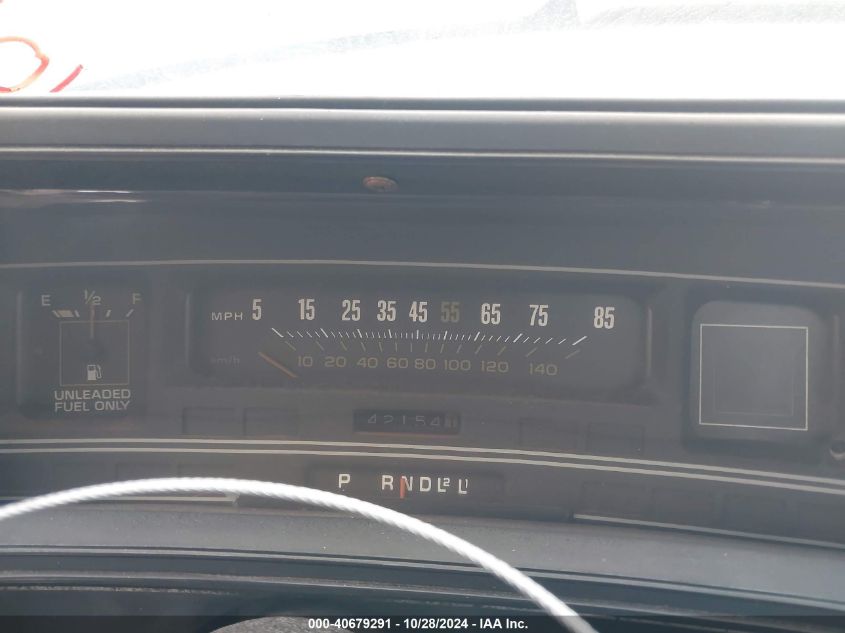 E 1/2 F
UNLEADED
FUEL ONLY
MPH 5 15 25 35 45 55 65 75 85
km/h 10 20 40 60 80 100 120 140
42154
P R N D L2 L1
000-40679291 - 10/28/2024 - IAA Inc.